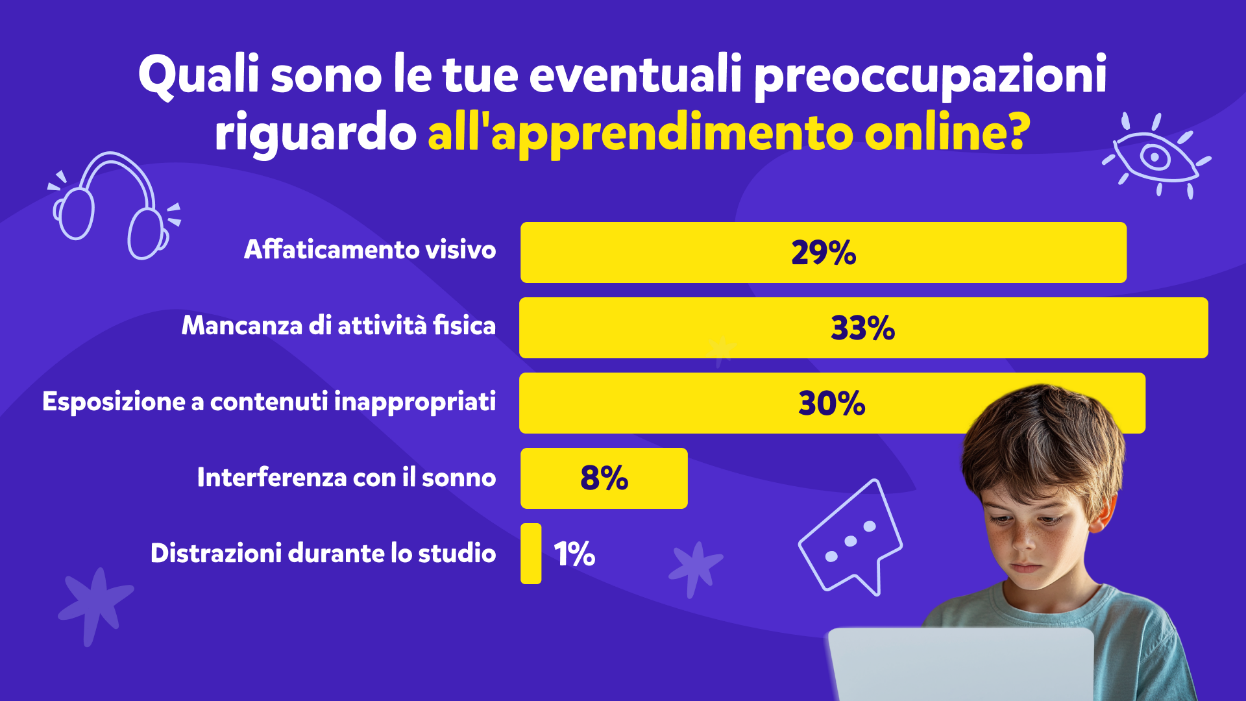 Quali sono le tue eventuali preoccupazioni
riguardo all'apprendimento online?
Affaticamento visivo 29%
Mancanza di attività fisica 33%
Esposizione a contenuti inappropriati 30%
Interferenza con il sonno 8%
Distrazioni durante lo studio 1%